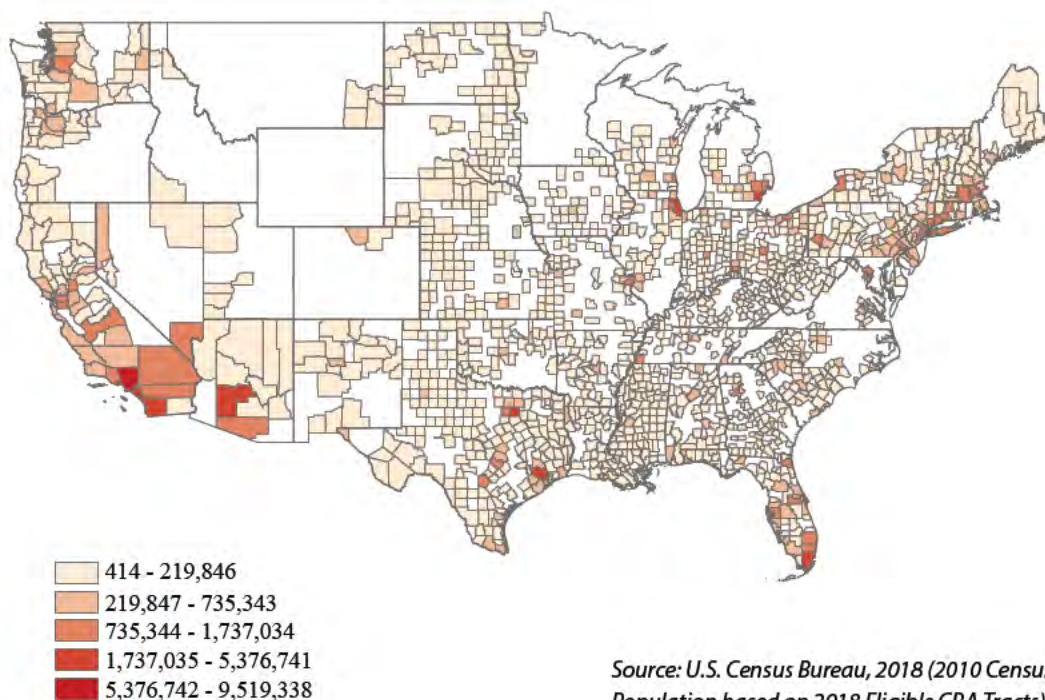 414 - 219,846
219,847 - 735,343
735,344 - 1,737,034
1,737,035 - 5,376,741
5,376,742 - 9,519,338
Source: U.S. Census Bureau, 2018 (2010 Census
Population based on 2018 Eligible CRA Tracts)